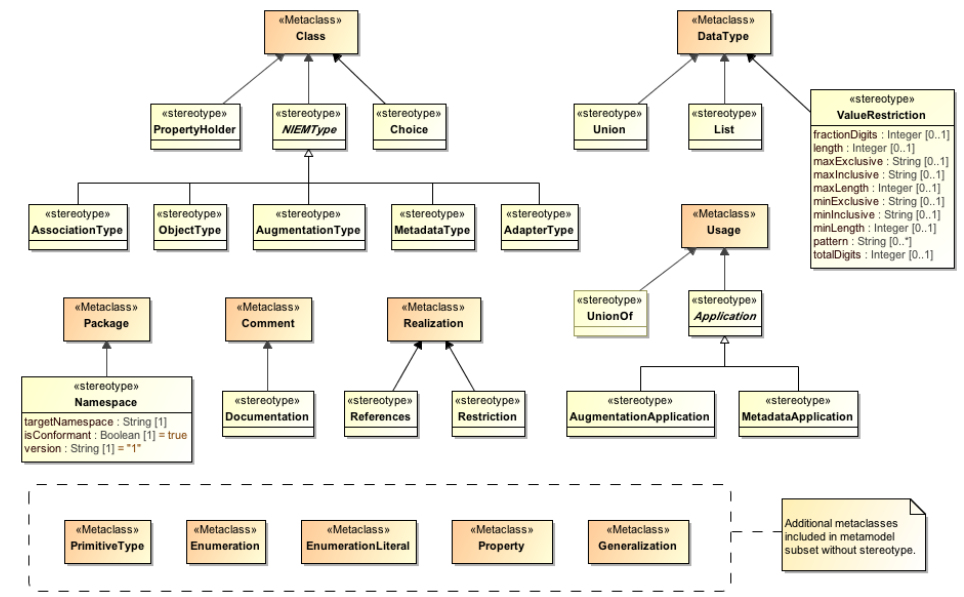 «Metaclass»
Class
«Metaclass»
DataType
«stereotype»
PropertyHolder
«stereotype»
NIEMType
«stereotype»
Choice
«stereotype»
Union
«stereotype»
List
«stereotype»
ValueRestriction
fractionDigits : Integer [0..1]
length : Integer [0..1]
maxExclusive : String [0..1]
maxInclusive : String [0..1]
maxLength : Integer [0..1]
minExclusive : String [0..1]
minInclusive : String [0..1]
minLength : Integer [0..1]
pattern : String [0..*]
totalDigits : Integer [0..1]
«stereotype»
AssociationType
«stereotype»
ObjectType
«stereotype»
AugmentationType
«stereotype»
MetadataType
«stereotype»
AdapterType
«Metaclass»
Usage
«stereotype»
UnionOf
«stereotype»
Application
«Metaclass»
Package
«Metaclass»
Comment
«Metaclass»
Realization
«stereotype»
Namespace
targetNamespace : String [1]
isConformant : Boolean [1] = true
version : String [1] = "1"
«stereotype»
Documentation
«stereotype»
References
«stereotype»
Restriction
«stereotype»
AugmentationApplication
«stereotype»
MetadataApplication
«Metaclass»
PrimitiveType
«Metaclass»
Enumeration
«Metaclass»
EnumerationLiteral
«Metaclass»
Property
«Metaclass»
Generalization
Additional metaclasses
included in metamodel
subset without stereotype.